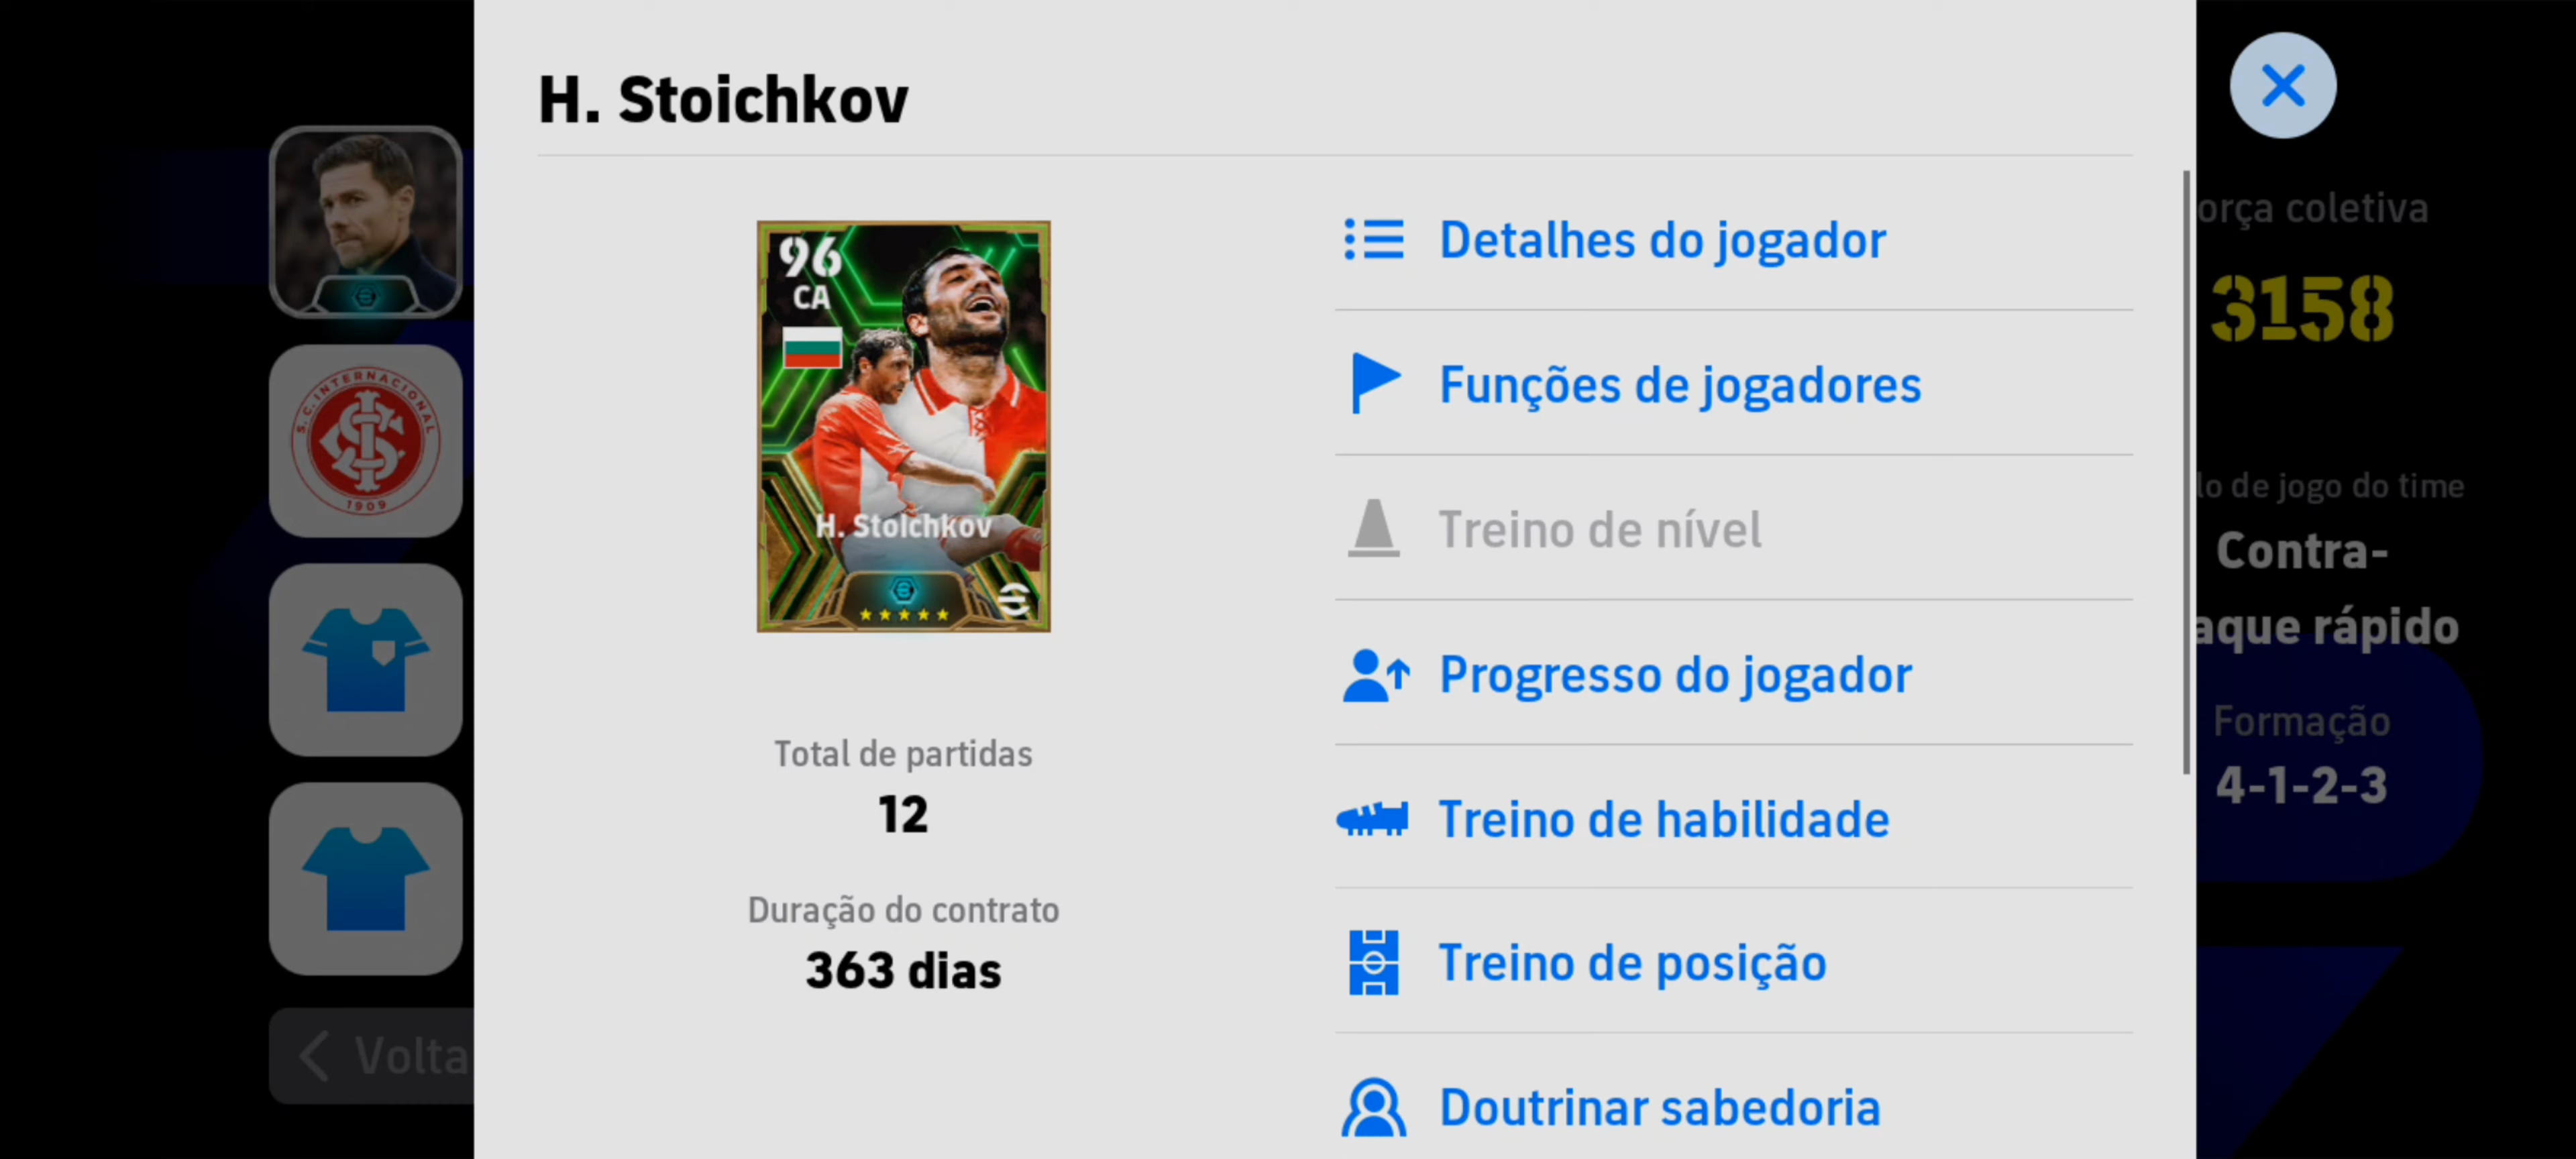 H. Stoichkov
96
CA
H. Stoichkov
Total de partidas
12
Duração do contrato
363 dias
Detalhes do jogador
Funções de jogadores
Treino de nível
Progresso do jogador
Treino de habilidade
Treino de posição
Doutrinar sabedoria
S. C. INTERNACIONAL
1909
Volta
orça coletiva
3158
lo de jogo do time
Contra-
aque rápido
Formação
4-1-2-3